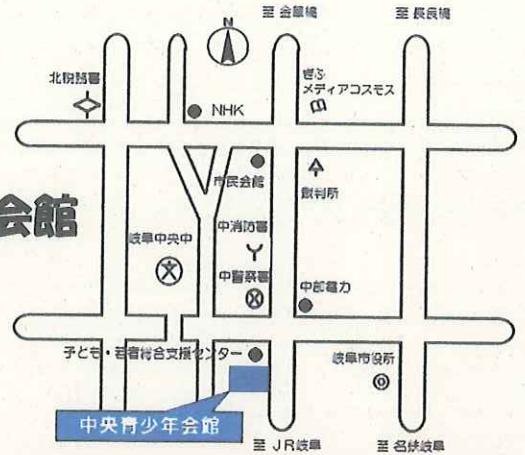 至 金華橋
至 長良橋
北税務署
ぎふ
メディアコスモス
NHK
市民会館
裁判所
会館
中消防署
岐阜中央中
中警察署
中部電力
子ども・若者総合支援センター
岐阜市役所
中央青少年会館
至 JR岐阜
至 名鉄岐阜